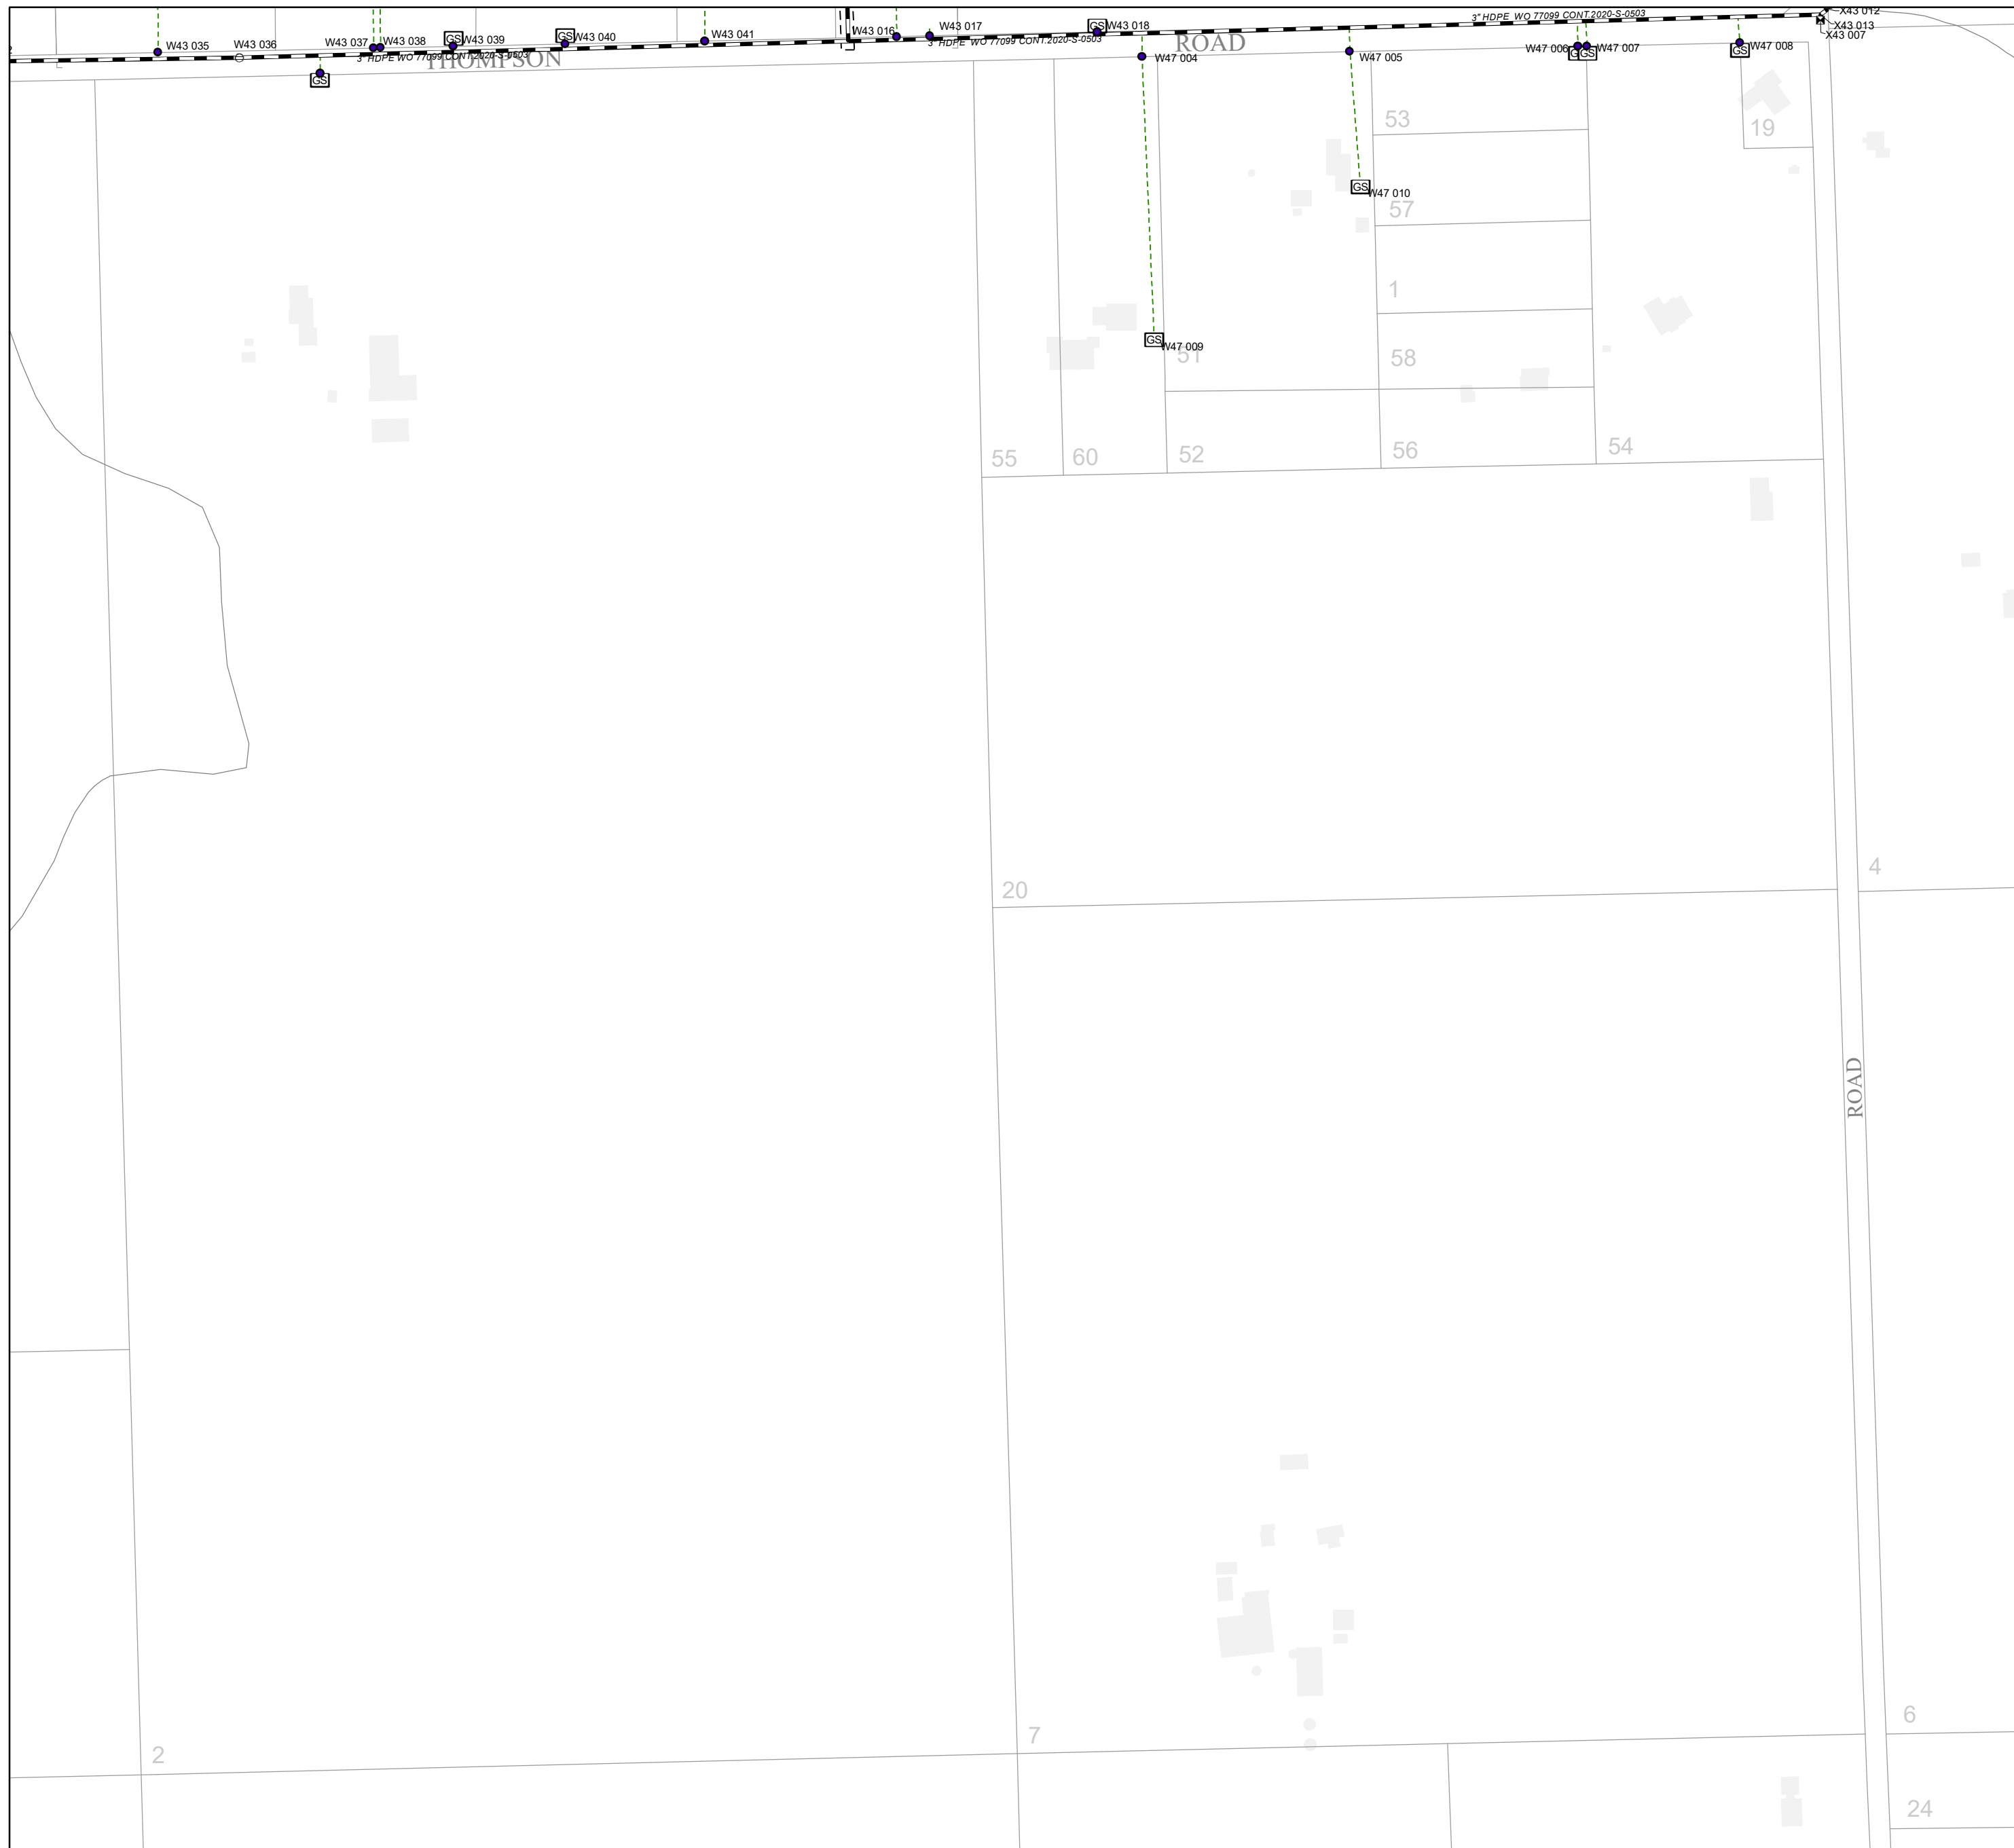 W43 035
W43 036
W43 037
W43 038
GS
W43 039
GS
W43 040
W43 041
W43 016
W43 017
GS
W43 018
3" HDPE WO 77099 CONT.2020-S-0503
X43 012
X43 013
X43 007
3" HDPE WO 77099 CONT.2020-S-0503
THOMPSON
3" HDPE WO 77099 CONT.2020-S-0503
ROAD
GS
W47 004
W47 005
W47 006
GS
W47 007
GS
W47 008
53
19
GS
W47 010
57
1
GS
W47 009
51
58
55
60
52
56
54
20
4
ROAD
2
7
6
24